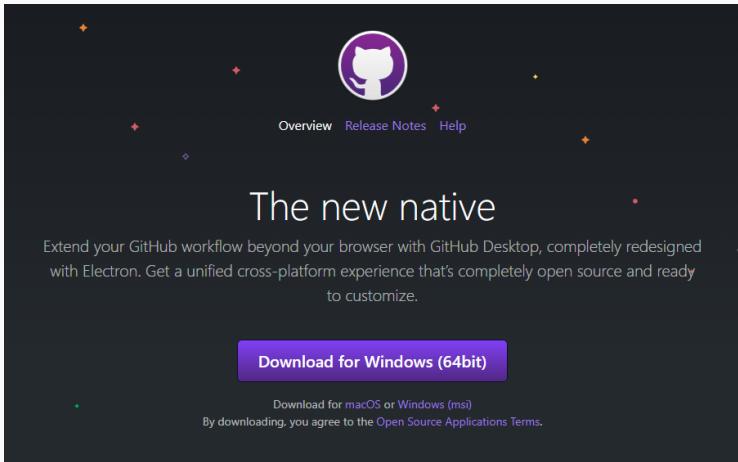 Overview Release Notes Help
The new native
Extend your GitHub workflow beyond your browser with GitHub Desktop, completely redesigned
with Electron. Get a unified cross-platform experience that's completely open source and ready
to customize.
Download for Windows (64bit)
Download for macOS or Windows (msi)
By downloading, you agree to the Open Source Applications Terms.